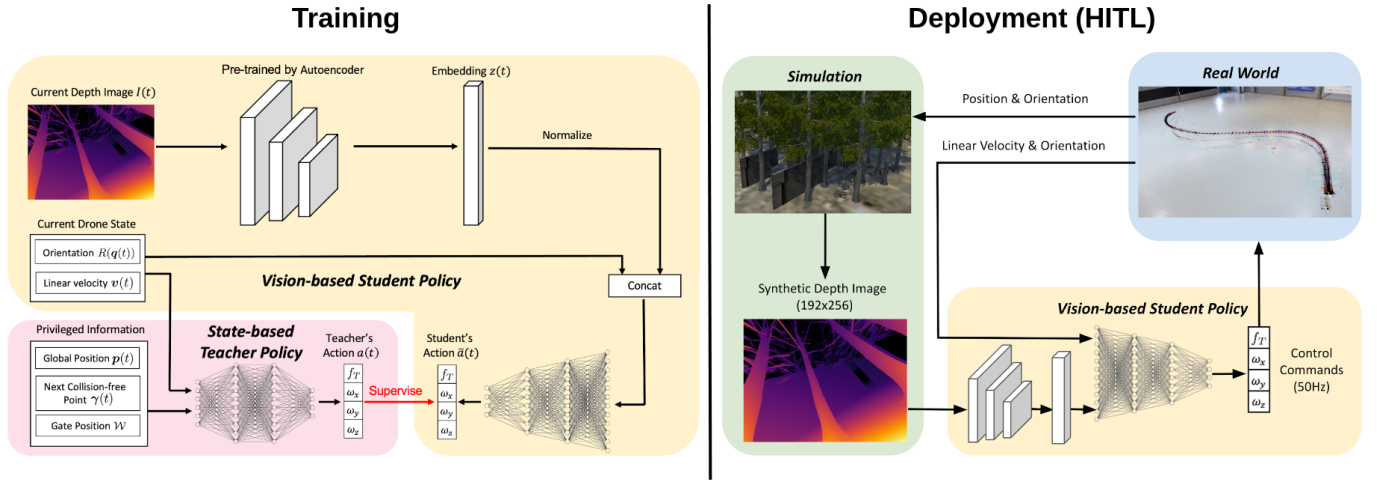 Training
Pre-trained by Autoencoder
Embedding z(t)
Current Depth Image I(t)
Normalize
Current Drone State
Orientation R(q(t))
Linear velocity v(t)
Vision-based Student Policy
Concat
Privileged Information
Global Position p(t)
Next Collision-free
Point γ(t)
Gate Position W
State-based
Teacher Policy
Teacher's
Action a(t)
f_T
ω_x
ω_y
ω_z
Supervise
Student's
Action ā(t)
f_T
ω_x
ω_y
ω_z
Deployment (HITL)
Simulation
Position & Orientation
Linear Velocity & Orientation
Real World
Synthetic Depth Image
(192x256)
Vision-based Student Policy
f_T
ω_x
ω_y
ω_z
Control
Commands
(50Hz)